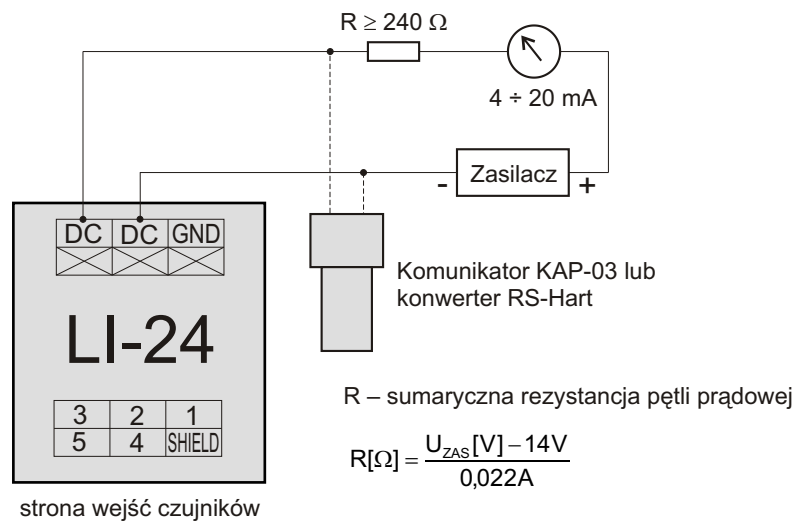 R ≥ 240 Ω
4 ÷ 20 mA
- Zasilacz +
DC DC GND
LI-24
Komunikator KAP-03 lub
konwerter RS-Hart
3 2 1
5 4 SHIELD
strona wejść czujników
R – sumaryczna rezystancja pętli prądowej
R[Ω] = (U_ZAS[V] – 14V) / 0,022A